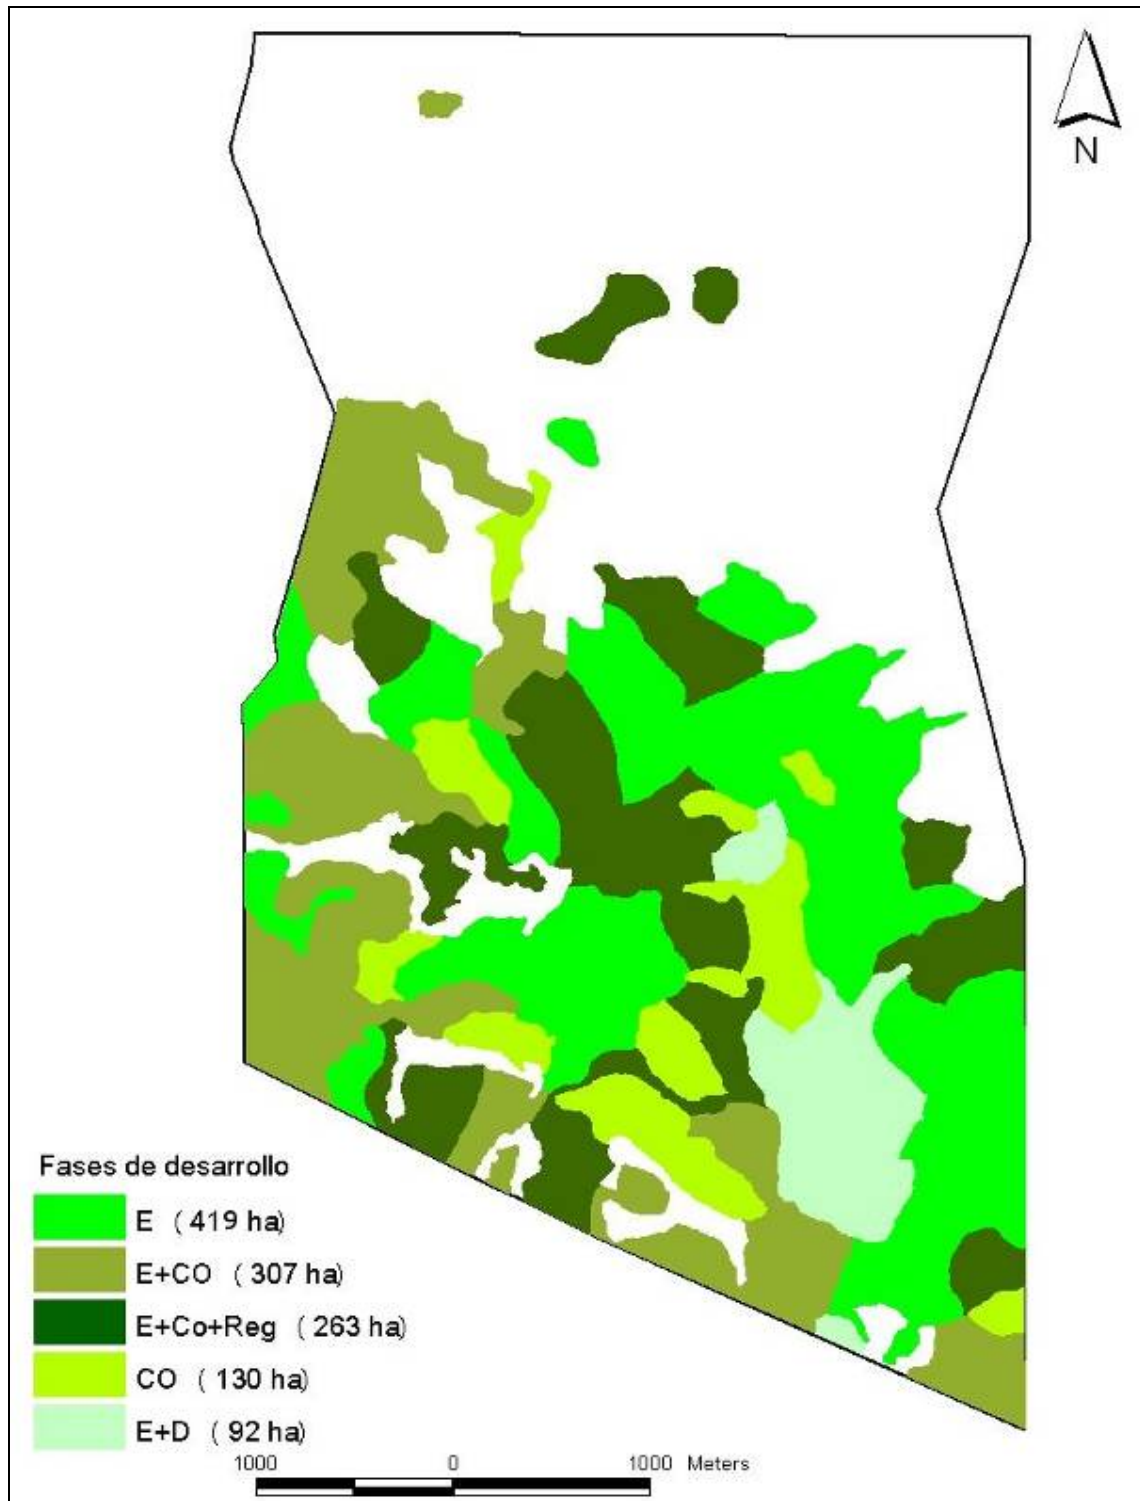 N
Fases de desarrollo
E ( 419 ha)
E+CO ( 307 ha)
E+Co+Reg ( 263 ha)
CO ( 130 ha)
E+D ( 92 ha)
1000 0 1000 Meters